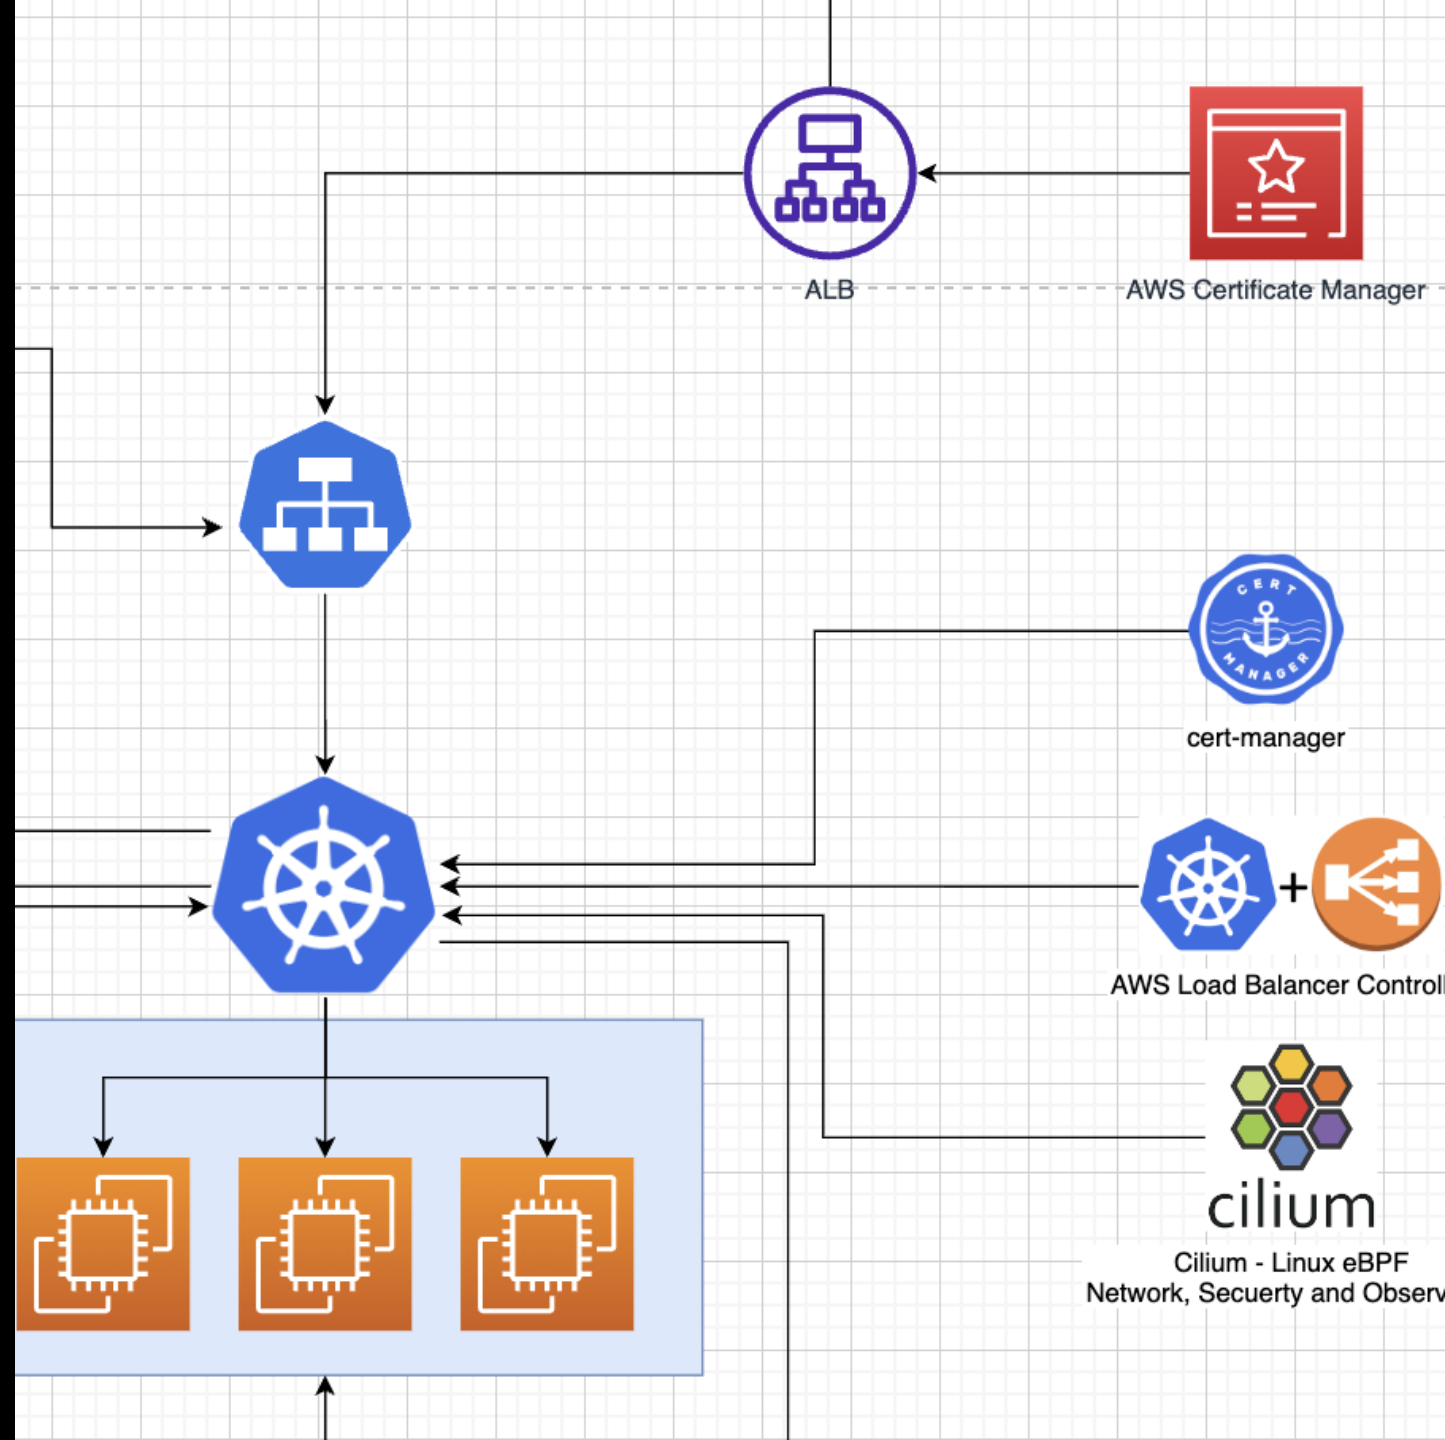 ALB
AWS Certificate Manager
CERT
MANAGER
cert-manager
+
AWS Load Balancer Controll
cilium
Cilium - Linux eBPF
Network, Secuerty and Observ